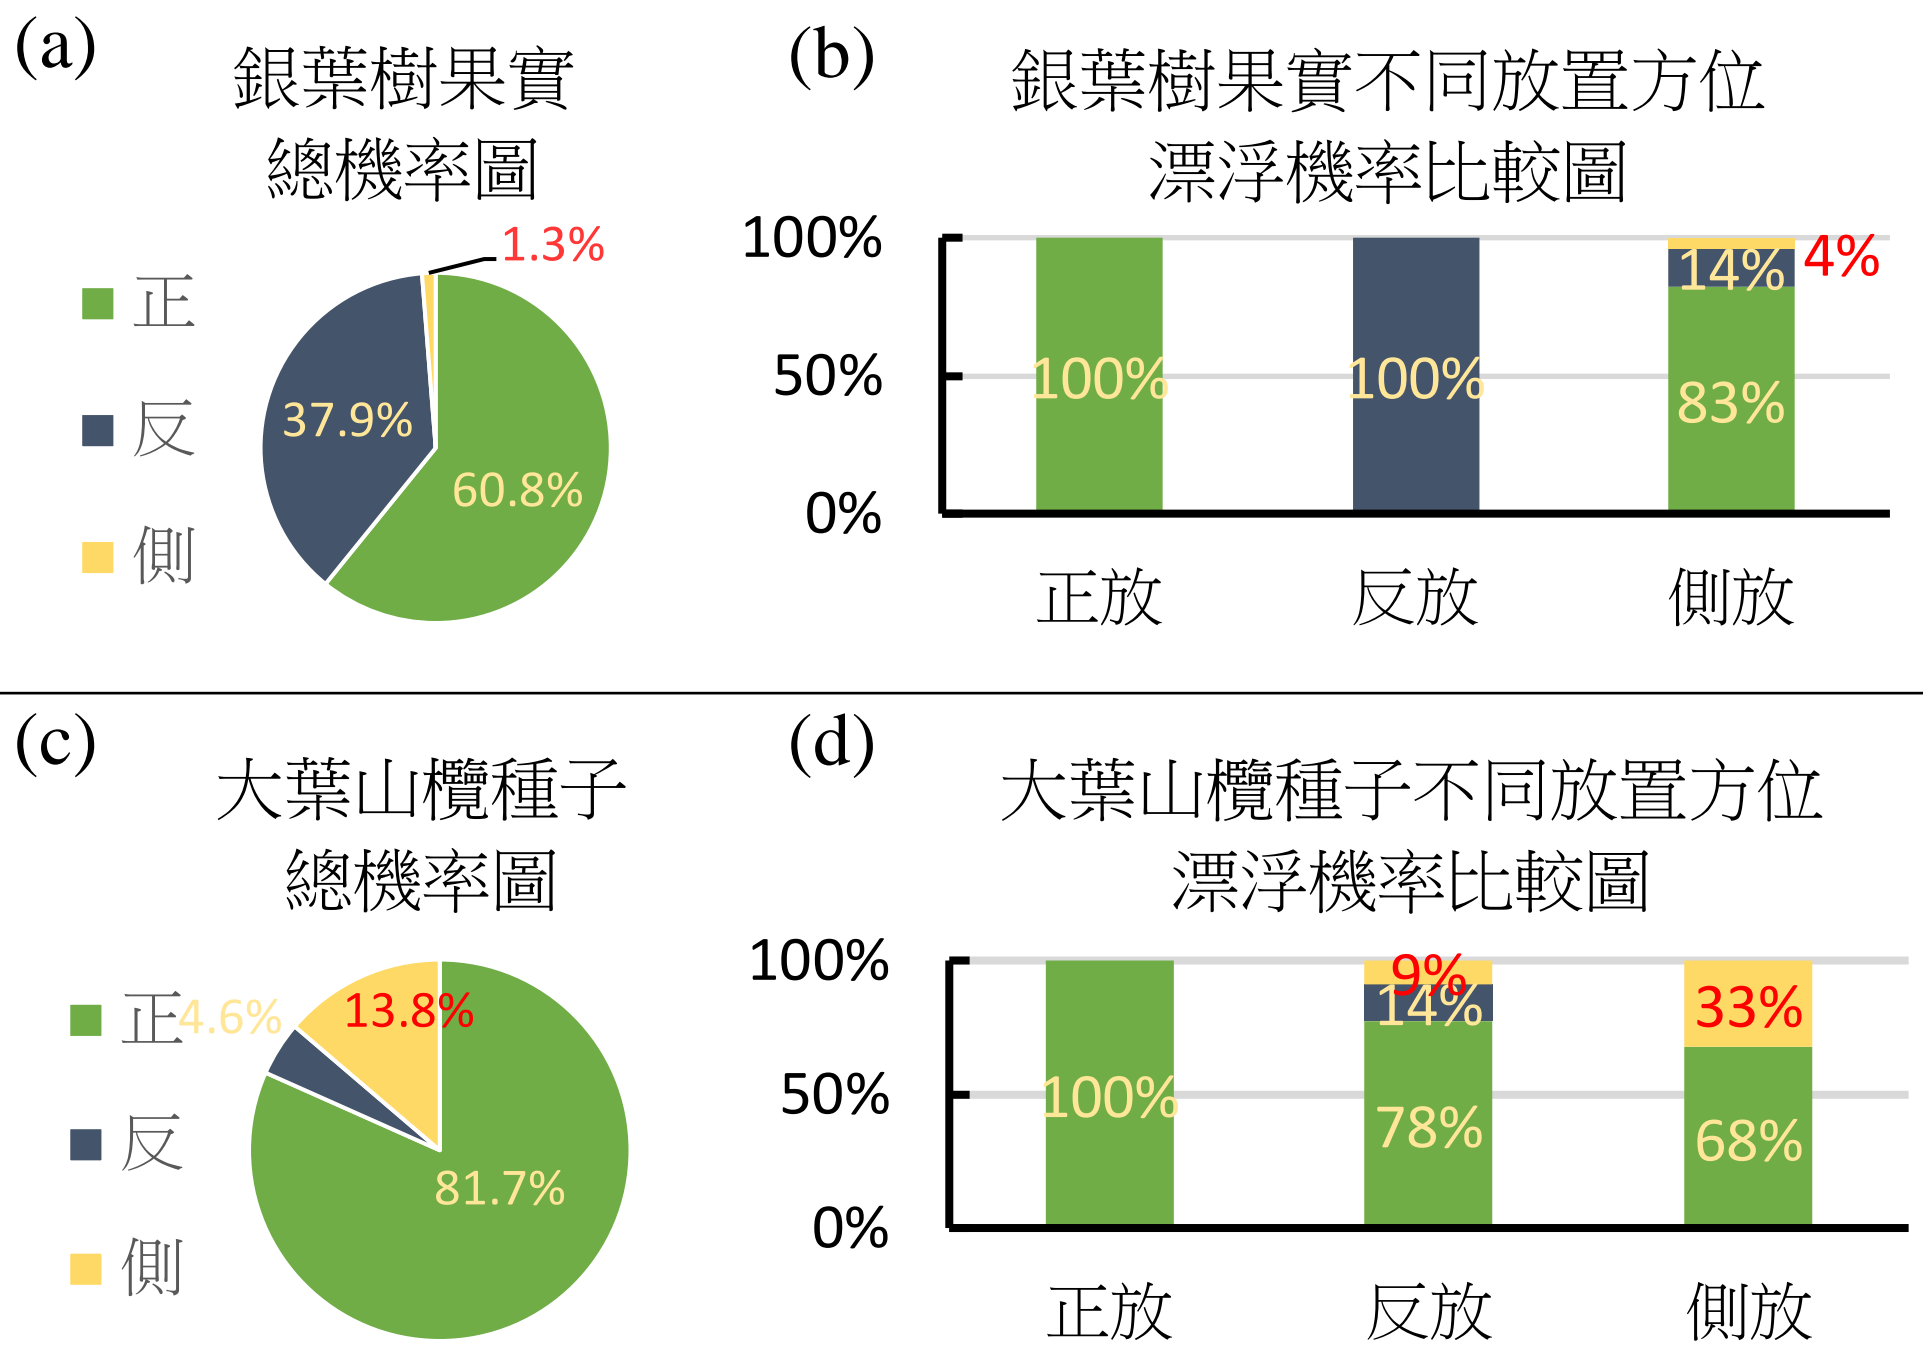 (a)
銀葉樹果實
總機率圖
1.3%
正
反
側
37.9%
60.8%
(b)
銀葉樹果實不同放置方位
漂浮機率比較圖
100%
50%
0%
100%
100%
4%
14%
83%
正放
反放
側放
(c)
大葉山欖種子
總機率圖
正
反
側
4.6%
13.8%
81.7%
(d)
大葉山欖種子不同放置方位
漂浮機率比較圖
100%
50%
0%
100%
9%
14%
78%
33%
68%
正放
反放
側放